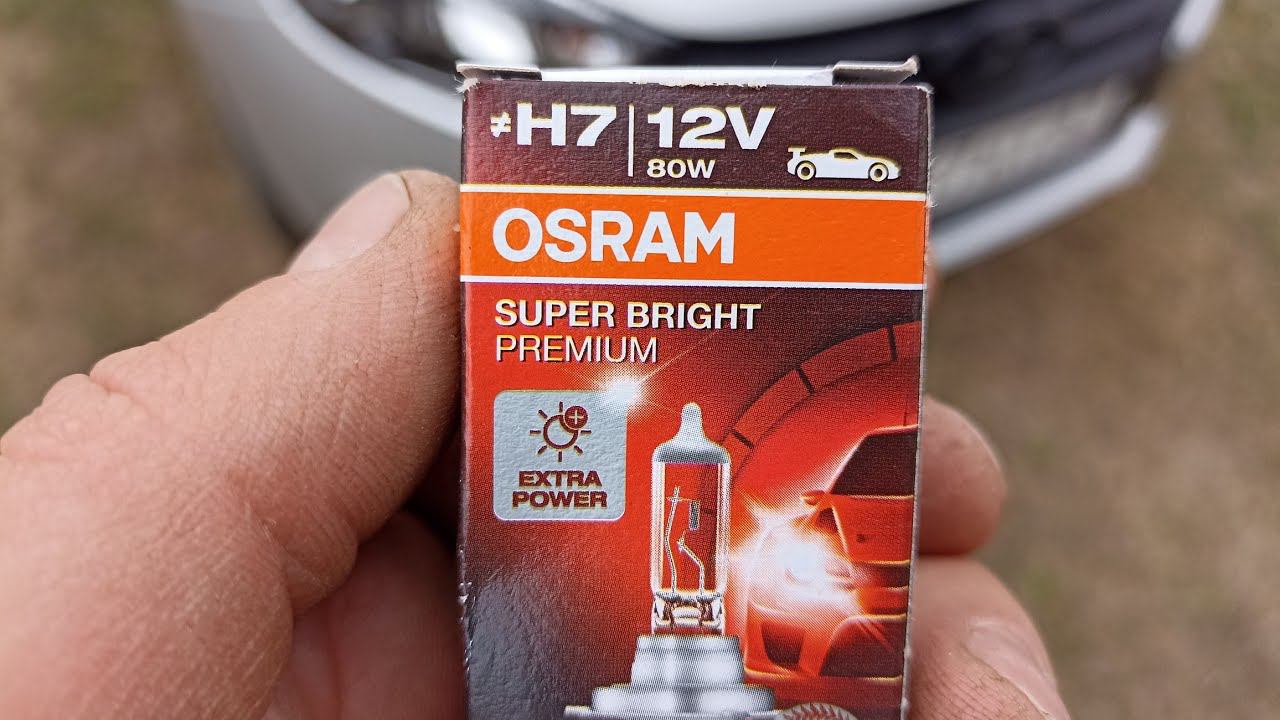 ≠H7 12V
80W
OSRAM
SUPER BRIGHT
PREMIUM
EXTRA
POWER